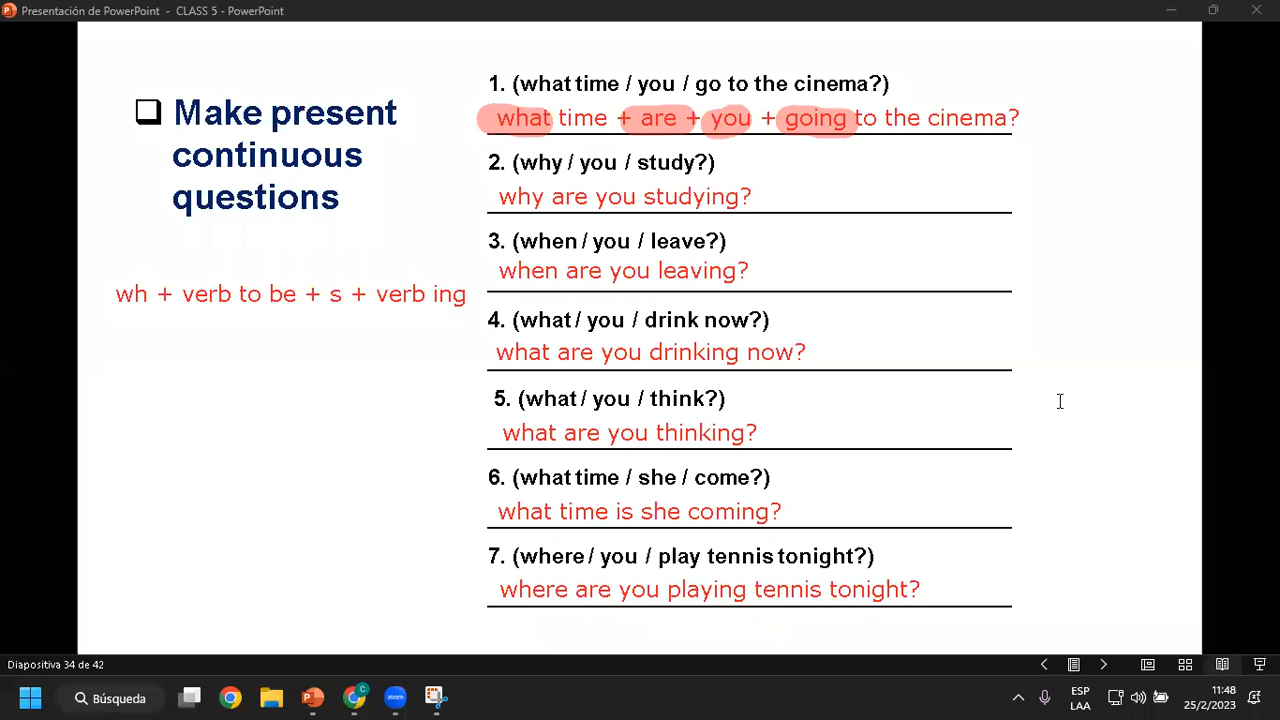 Presentación de PowerPoint - CLASS 5 - PowerPoint
Make present
continuous
questions
wh + verb to be + s + verb ing
1. (what time / you / go to the cinema?)
what time + are + you + going to the cinema?
2. (why / you / study?)
why are you studying?
3. (when / you / leave?)
when are you leaving?
4. (what / you / drink now?)
what are you drinking now?
5. (what / you / think?)
what are you thinking?
6. (what time / she / come?)
what time is she coming?
7. (where / you / play tennis tonight?)
where are you playing tennis tonight?
Diapositiva 34 de 42
Búsqueda
zoom
ESP
LAA
11:48
25/2/2023